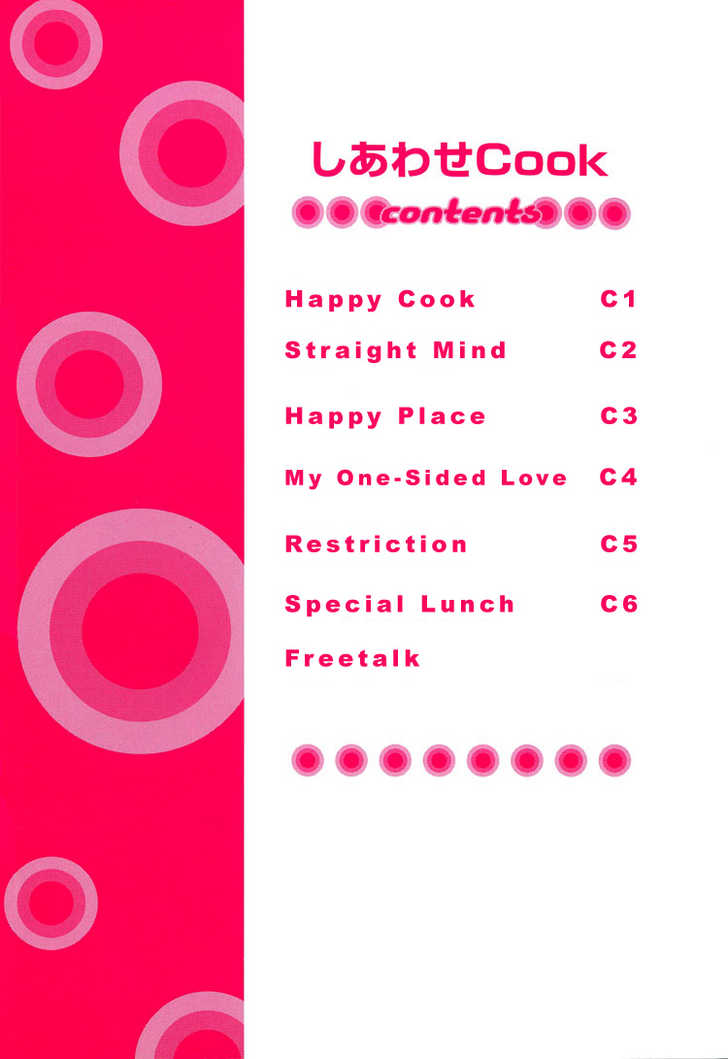 しあわせCook
contents
Happy Cook C1
Straight Mind C2
Happy Place C3
My One-Sided Love C4
Restriction C5
Special Lunch C6
Freetalk